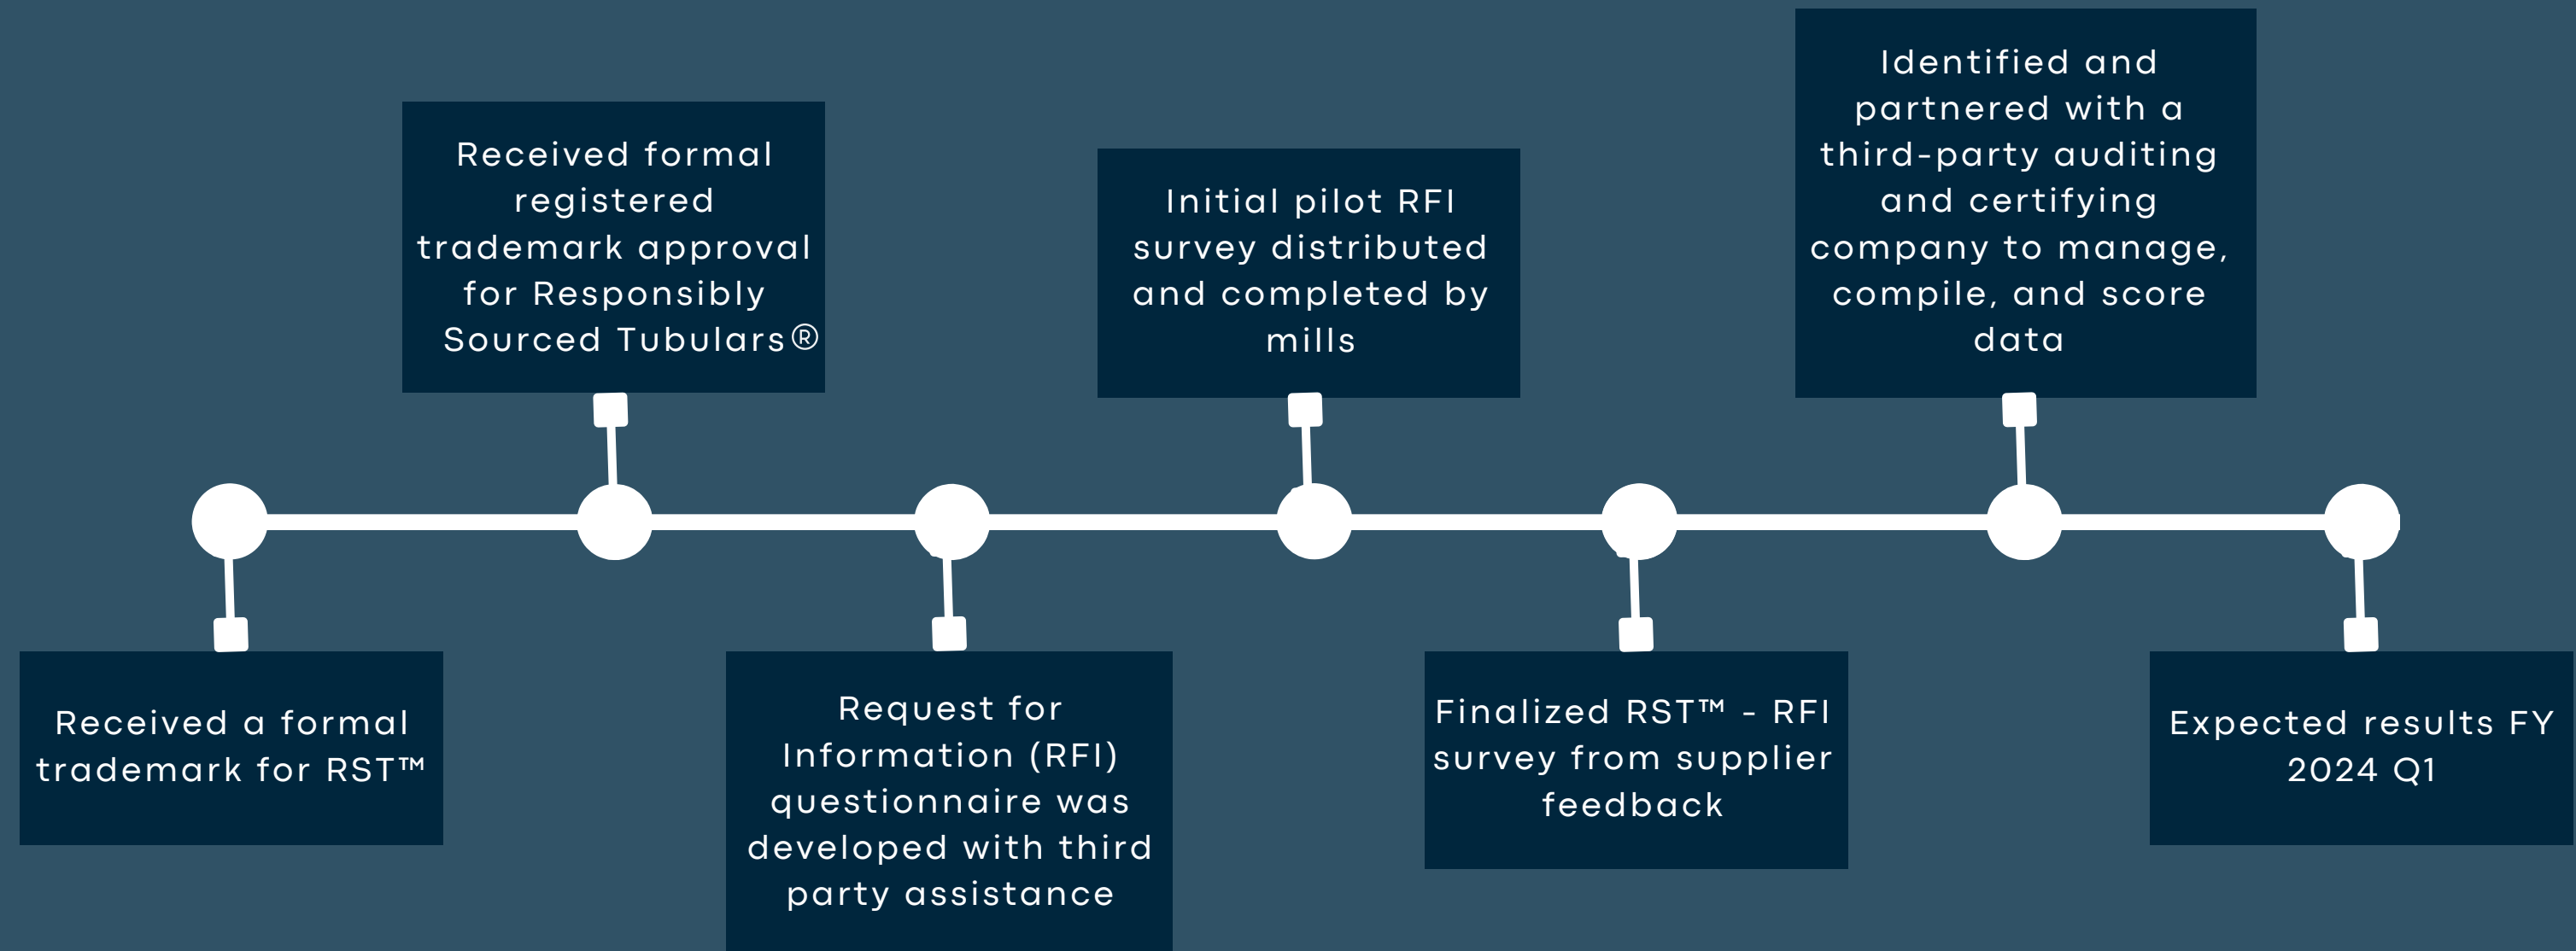 Received a formal
trademark for RST™
Received formal
registered
trademark approval
for Responsibly
Sourced Tubulars®
Request for
Information (RFI)
questionnaire was
developed with third
party assistance
Initial pilot RFI
survey distributed
and completed by
mills
Finalized RST™ - RFI
survey from supplier
feedback
Identified and
partnered with a
third-party auditing
and certifying
company to manage,
compile, and score
data
Expected results FY
2024 Q1